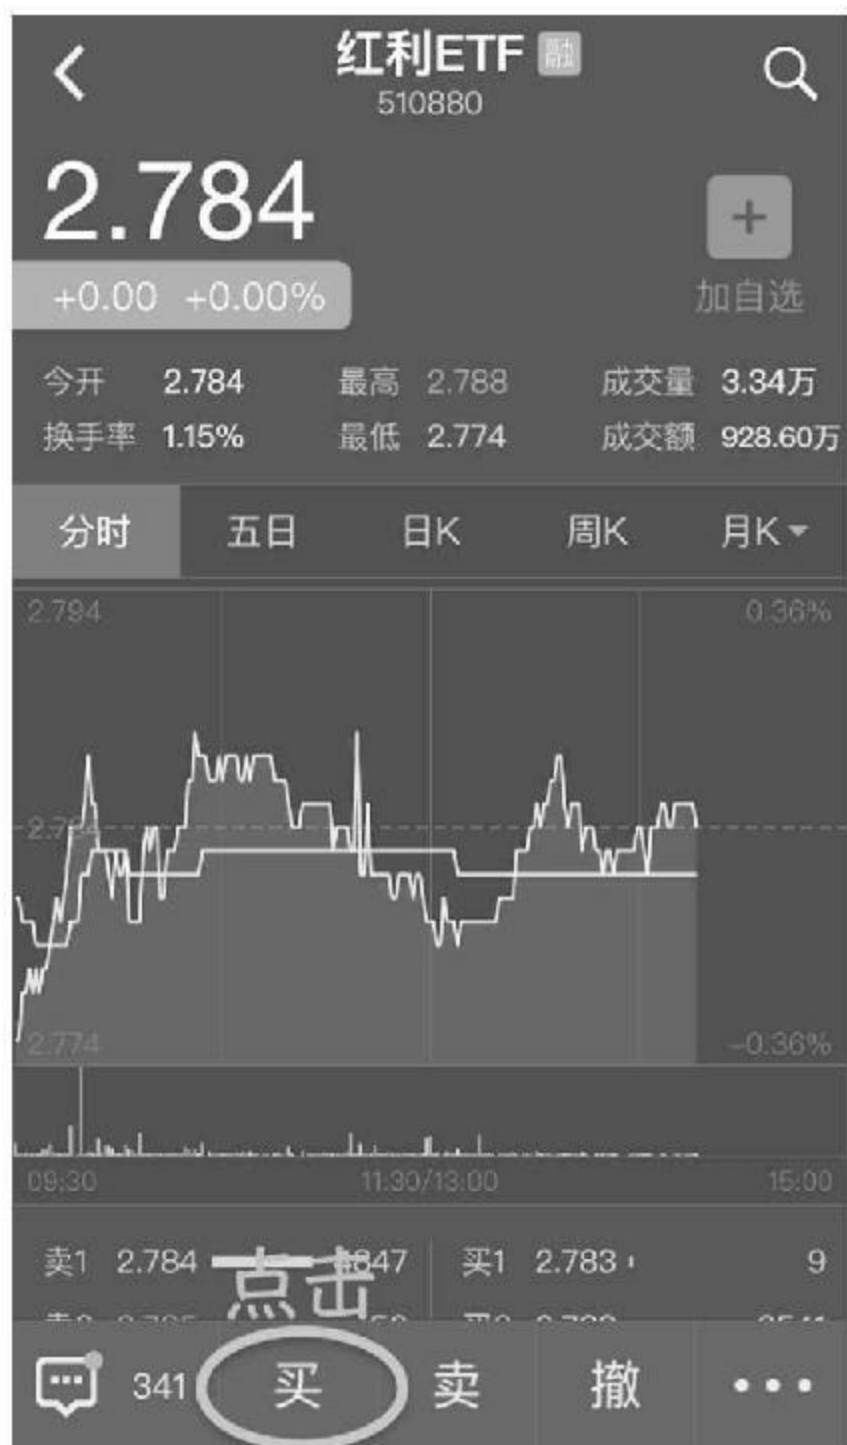 红利ETF 融
510880
2.784
+0.00 +0.00%
加自选
今开 2.784 最高 2.788 成交量 3.34万
换手率 1.15% 最低 2.774 成交额 928.60万
分时 五日 日K 周K 月K
2.794 0.36%
2.784
2.774 -0.36%
09:30 11:30/13:00 15:00
卖1 2.784 4847 买1 2.783 9
点击
341 买 卖 撤